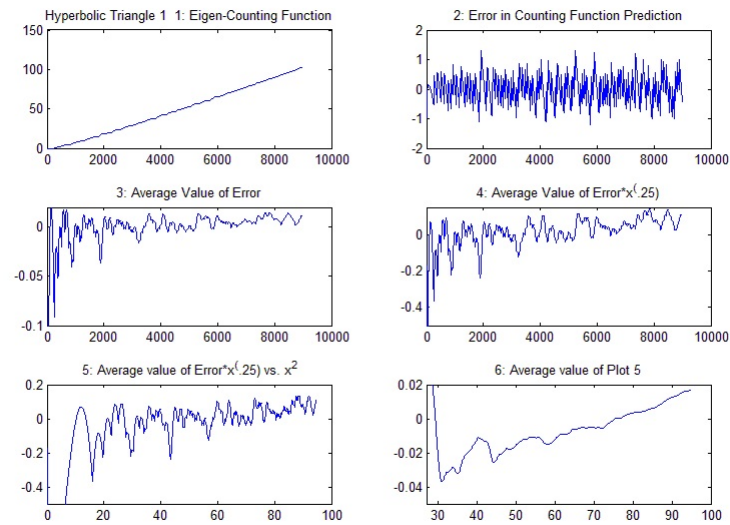 Hyperbolic Triangle 1 1: Eigen-Counting Function
150
100
50
0
0 2000 4000 6000 8000 10000
2: Error in Counting Function Prediction
2
1
0
-1
-2
0 2000 4000 6000 8000 10000
3: Average Value of Error
0
-0.05
-0.1
0 2000 4000 6000 8000 10000
4: Average Value of Error*x(.25)
0
-0.2
-0.4
0 2000 4000 6000 8000 10000
5: Average value of Error*x(.25) vs. x2
0.2
0
-0.2
-0.4
0 20 40 60 80 100
6: Average value of Plot 5
0.02
0
-0.02
-0.04
30 40 50 60 70 80 90 100